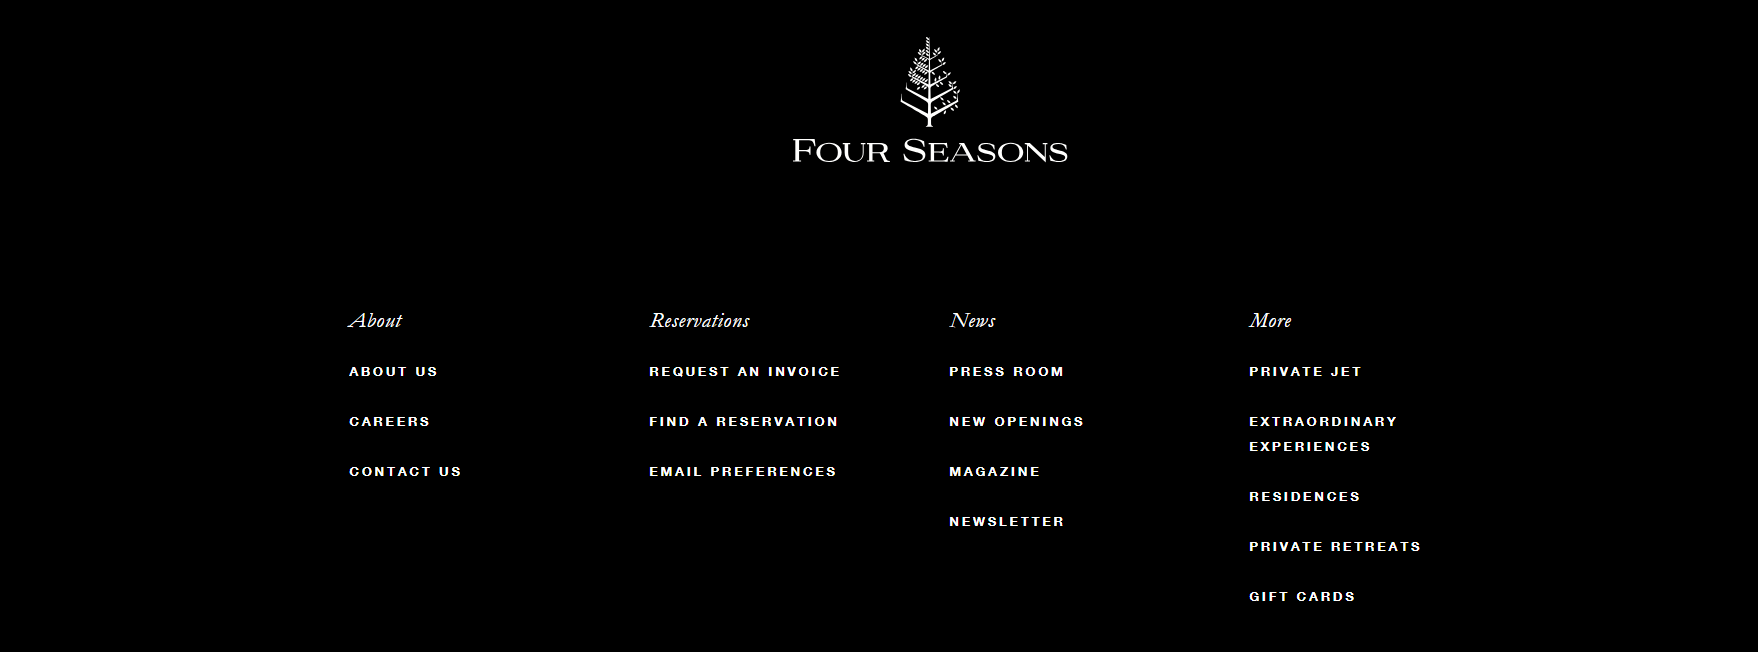 FOUR SEASONS
About
ABOUT US
CAREERS
CONTACT US
Reservations
REQUEST AN INVOICE
FIND A RESERVATION
EMAIL PREFERENCES
News
PRESS ROOM
NEW OPENINGS
MAGAZINE
NEWSLETTER
More
PRIVATE JET
EXTRAORDINARY
EXPERIENCES
RESIDENCES
PRIVATE RETREATS
GIFT CARDS